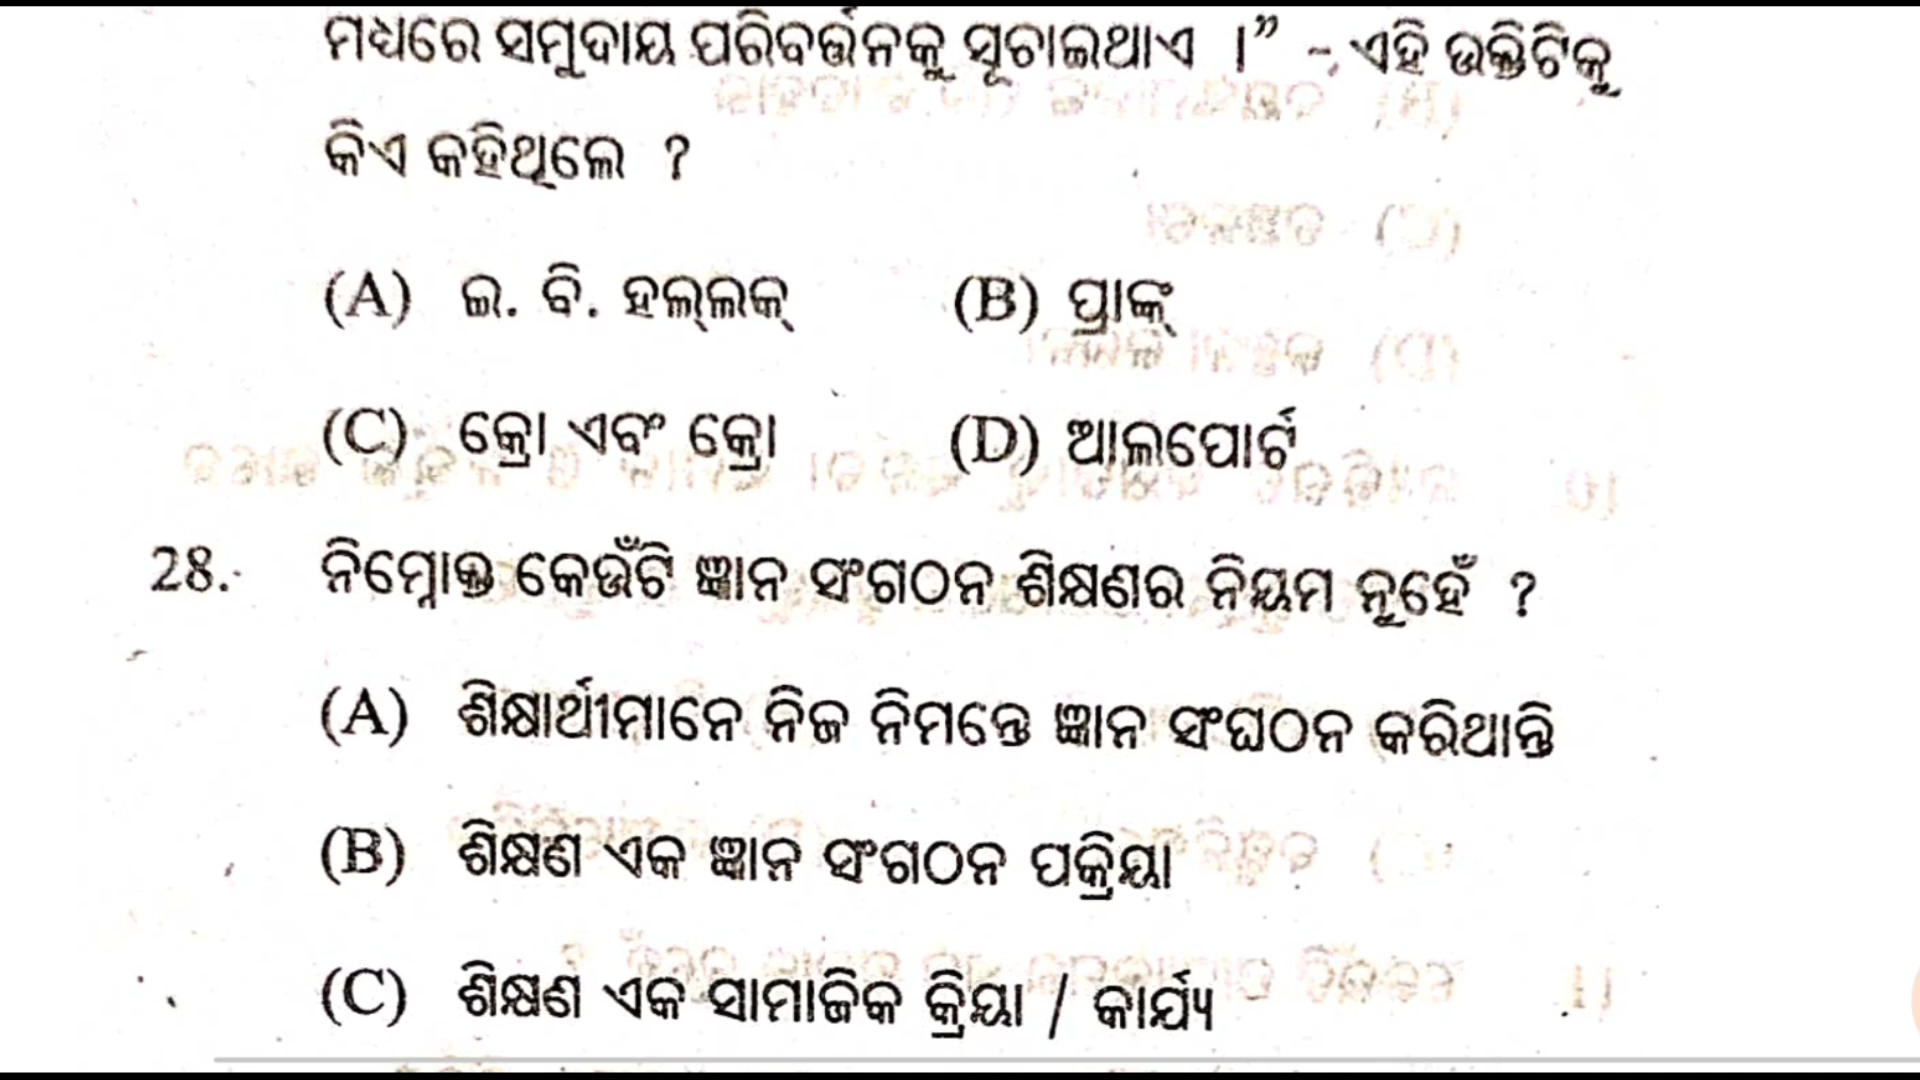 ମଧ୍ୟରେ ସମୁଦାୟ ପରିବର୍ତ୍ତନକୁ ସୂଚାଇଥାଏ ।” - ଏହି ଉକ୍ତିଟିକୁ
କିଏ କହିଥିଲେ ?
(A) ଇ. ବି. ହଲ୍‌ଲକ୍ (B) ପ୍ରାଙ୍କ୍
(C) କ୍ରୋ ଏବଂ କ୍ରୋ (D) ଆଲପୋର୍ଟ
28. ନିମ୍ନୋକ୍ତ କେଉଁଟି ଜ୍ଞାନ ସଂଗଠନ ଶିକ୍ଷଣର ନିୟମ ନୁହେଁ ?
(A) ଶିକ୍ଷାର୍ଥୀମାନେ ନିଜ ନିମନ୍ତେ ଜ୍ଞାନ ସଂଘଠନ କରିଥାନ୍ତି
(B) ଶିକ୍ଷଣ ଏକ ଜ୍ଞାନ ସଂଗଠନ ପକ୍ରିୟା
(C) ଶିକ୍ଷଣ ଏକ ସାମାଜିକ କ୍ରିୟା / କାର୍ଯ୍ୟ